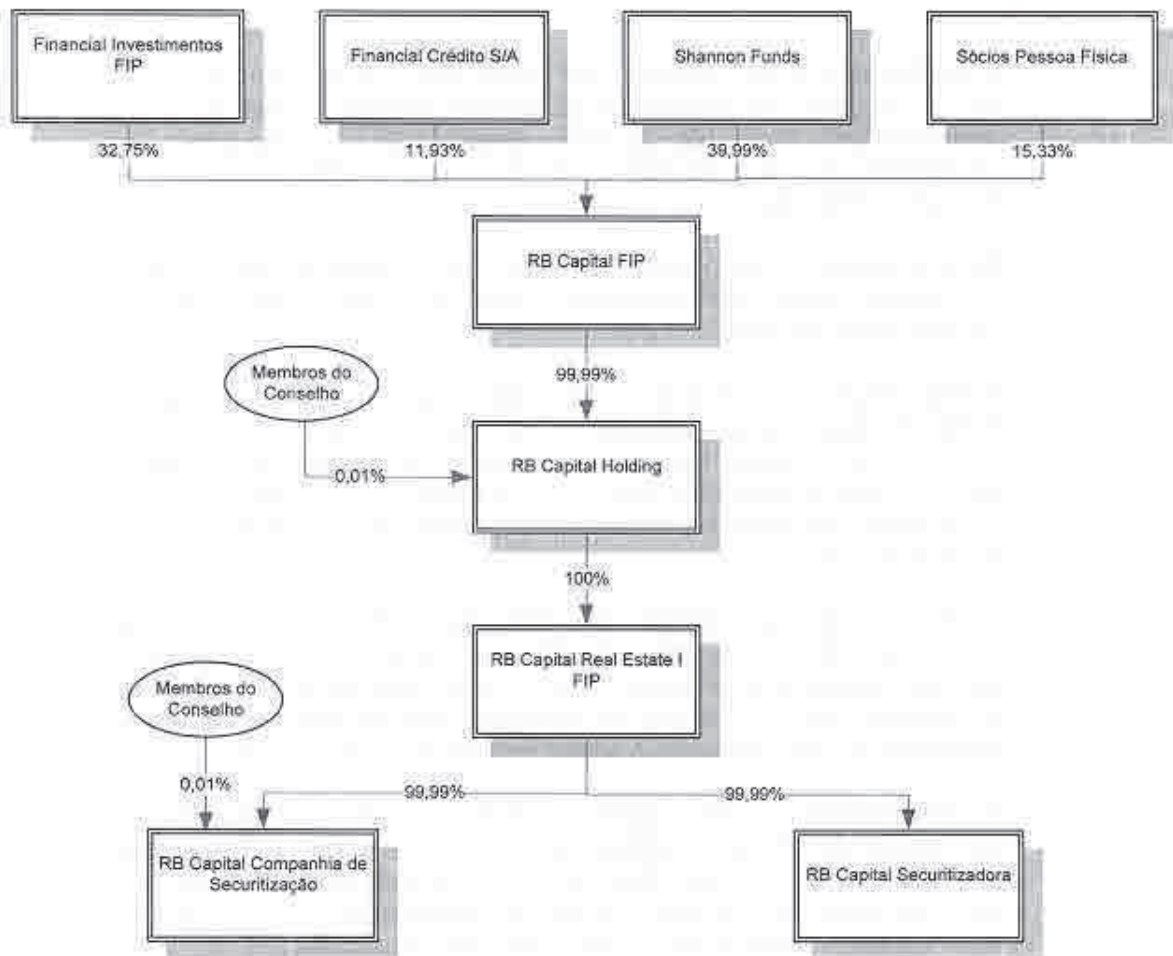 Financial Investimentos
FIP
Financial Crédito S/A
Shannon Funds
Sócios Pessoa Física
32,75%
11,93%
39,99%
15,33%
RB Capital FIP
99,99%
Membros do
Conselho
0,01%
RB Capital Holding
100%
RB Capital Real Estate I
FIP
Membros do
Conselho
0,01%
99,99%
99,99%
RB Capital Companhia de
Securitização
RB Capital Securitizadora